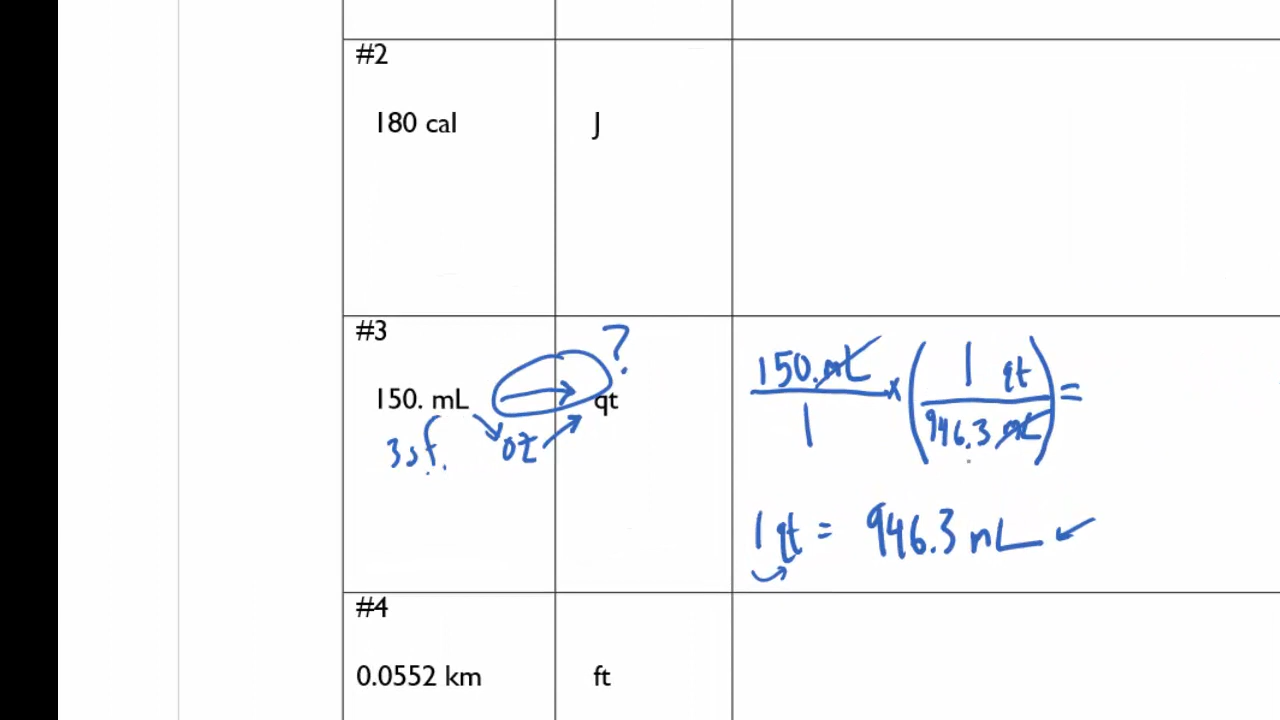 #2
180 cal J
#3
?
150. mL qt
3 s.f. oz
150. mL / 1 x ( 1 qt / 946.3 mL ) =
1 qt = 946.3 mL ✓
#4
0.0552 km ft